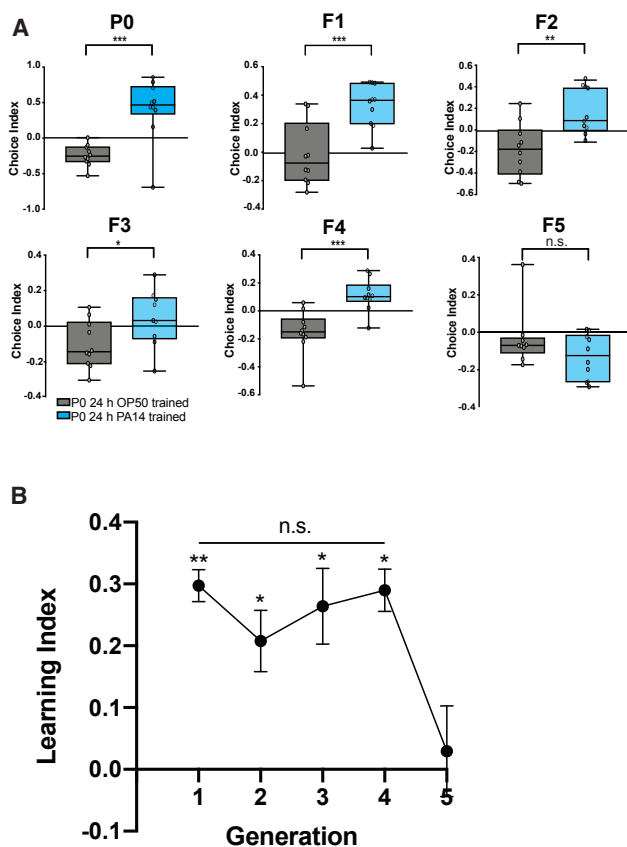 A
P0
***
Choice Index
1.0
0.5
0.0
-0.5
-1.0
F1
***
Choice Index
0.6
0.4
0.2
0.0
-0.2
-0.4
F2
**
Choice Index
0.6
0.4
0.2
-0.0
-0.2
-0.4
-0.6
F3
*
Choice Index
0.4
0.2
0.0
-0.2
-0.4
F4
***
Choice Index
0.4
0.2
0.0
-0.2
-0.4
-0.6
F5
n.s.
Choice Index
0.4
0.2
0.0
-0.2
-0.4
P0 24 h OP50 trained
P0 24 h PA14 trained
B
n.s.
** * * *
Learning Index
0.4
0.3
0.2
0.1
0.0
-0.1
1 2 3 4 5
Generation